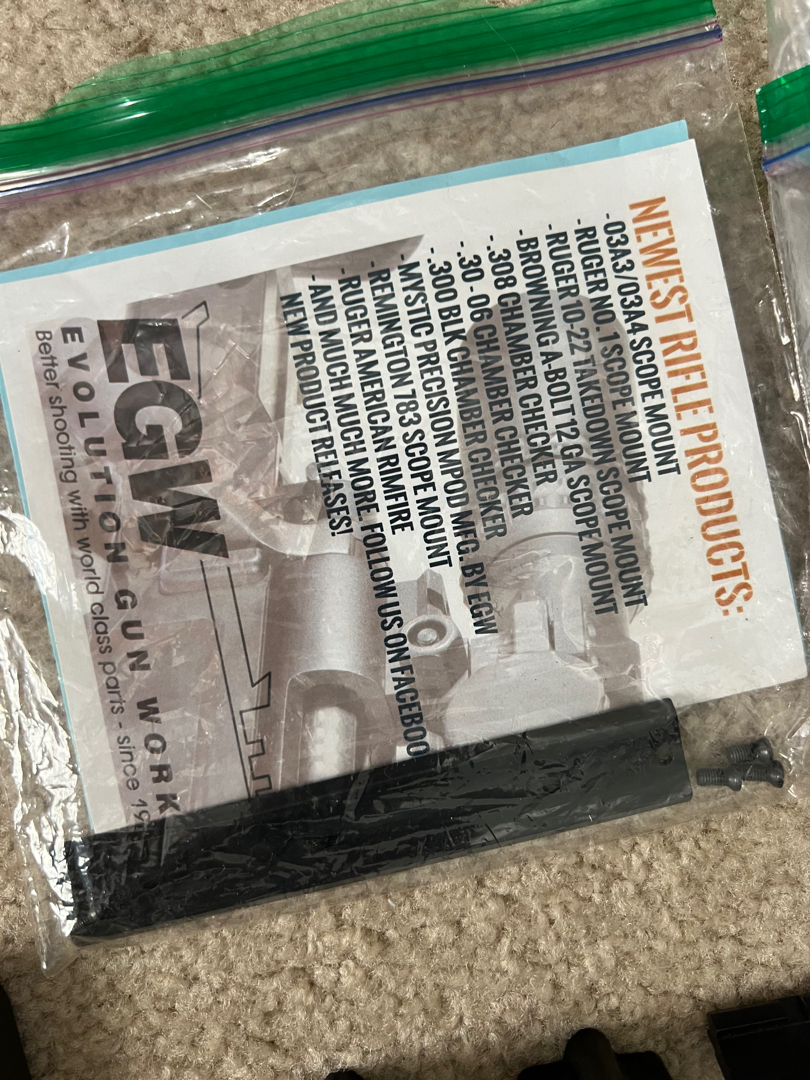 NEWEST RIFLE PRODUCTS:
-03A3 / 03A4 SCOPE MOUNT
-RUGER NO. 1 SCOPE MOUNT
-RUGER 10-22 TAKEDOWN SCOPE MOUNT
-BROWNING A-BOLT 12 GA SCOPE MOUNT
-BROWNING CHAMBER CHECKER
-.308 CHAMBER CHECKER
-.30 - 06 CHAMBER CHECKER
-.300 BLK CHAMBER CHECKER
-MYSTIC PRECISION MPOD MFG. BY EGW
-REMINGTON 783 SCOPE MOUNT
-RUGER AMERICAN RIMFIRE
-AND MUCH MUCH MORE. FOLLOW US ON FACEBOO
NEW PRODUCT RELEASES!
EGW
EVOLUTION GUN WORK
Better shooting with world class parts - since 19